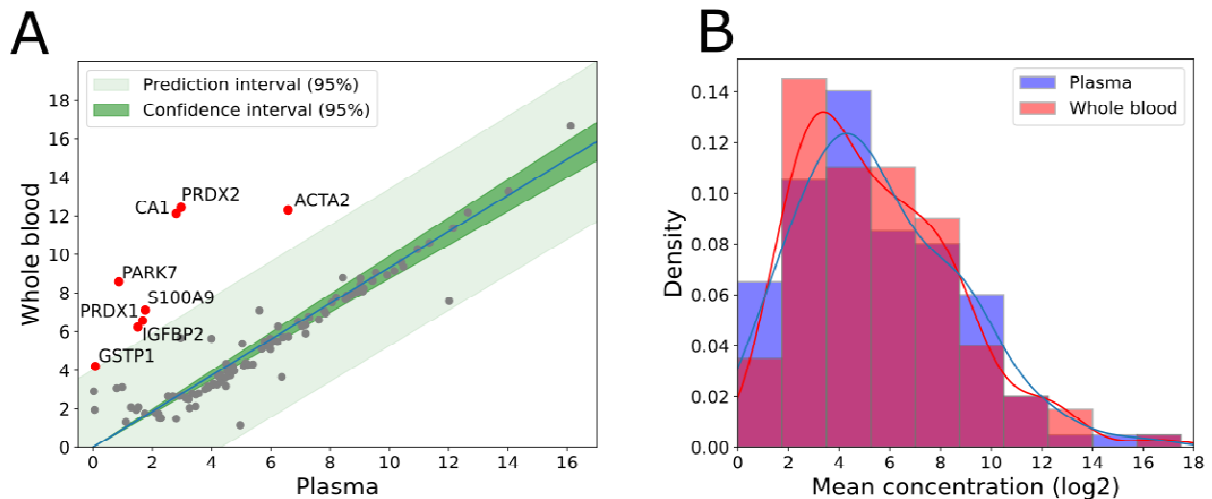 A
Prediction interval (95%)
Confidence interval (95%)
18
16
14
12
10
8
6
4
2
0
Whole blood
PRDX2
CA1
ACTA2
PARK7
S100A9
PRDX1
IGFBP2
GSTP1
0 2 4 6 8 10 12 14 16
Plasma
B
Plasma
Whole blood
0.14
0.12
0.10
0.08
0.06
0.04
0.02
0.00
Density
0 2 4 6 8 10 12 14 16 18
Mean concentration (log2)